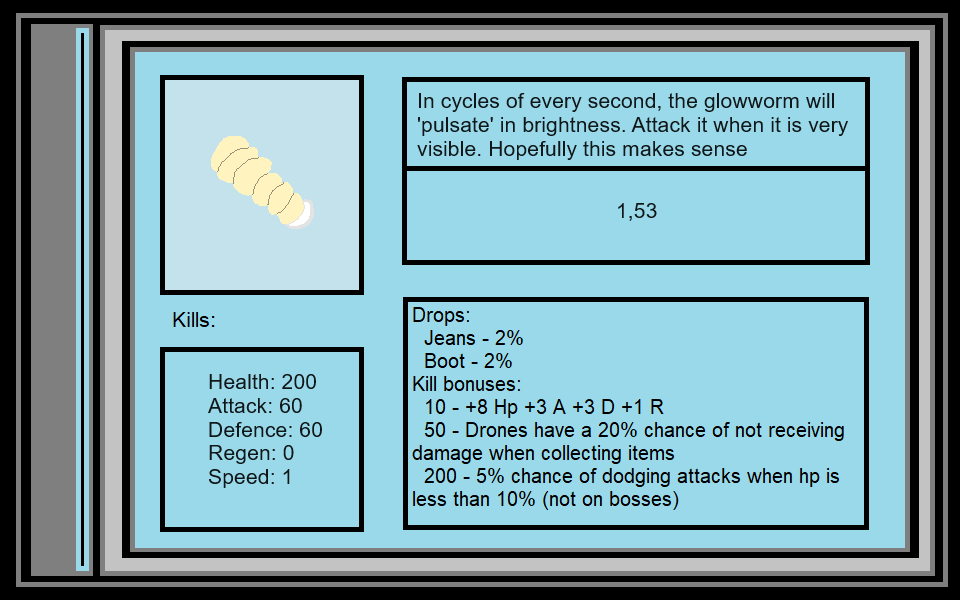 In cycles of every second, the glowworm will
'pulsate' in brightness. Attack it when it is very
visible. Hopefully this makes sense
1,53
Kills:
Health: 200
Attack: 60
Defence: 60
Regen: 0
Speed: 1
Drops:
Jeans - 2%
Boot - 2%
Kill bonuses:
10 - +8 Hp +3 A +3 D +1 R
50 - Drones have a 20% chance of not receiving
damage when collecting items
200 - 5% chance of dodging attacks when hp is
less than 10% (not on bosses)